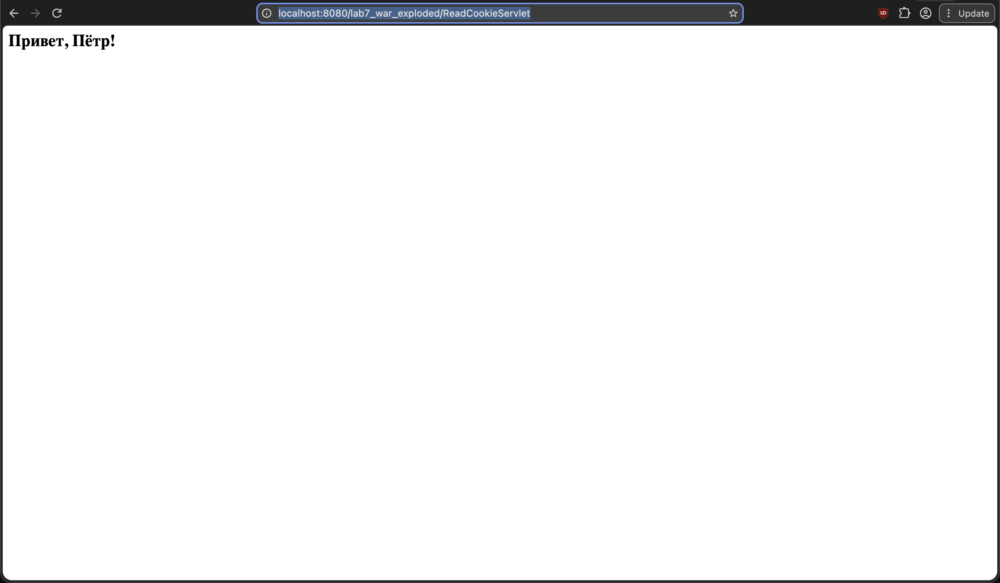 localhost:8080/lab7_war_exploded/ReadCookieServlet
Update
Привет, Пётр!